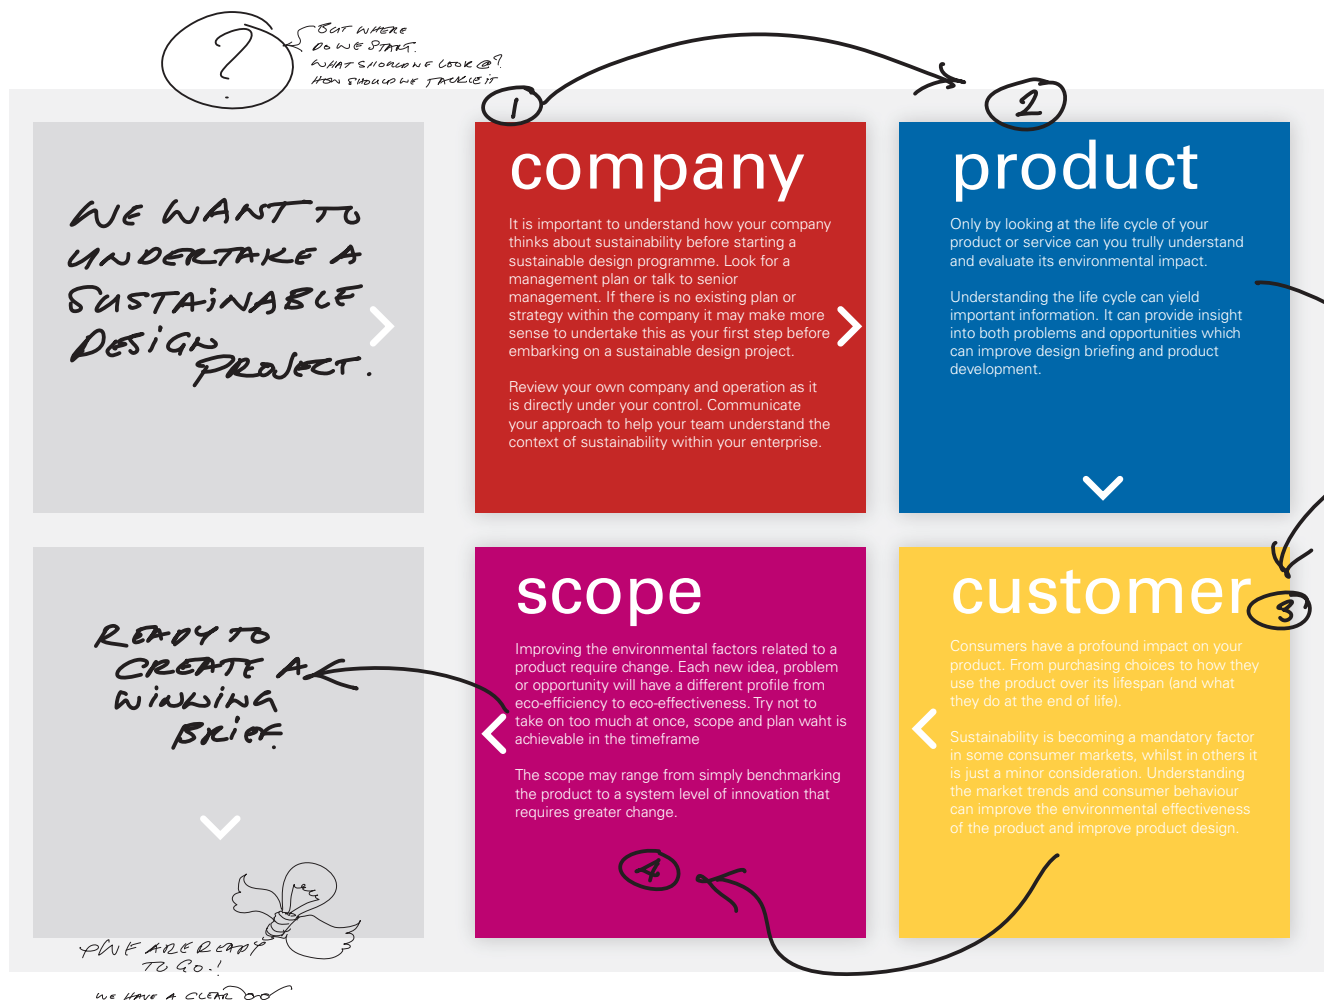 ?
BUT WHERE
DO WE START.
WHAT SHOULD WE LOOK @?
HOW SHOULD WE TACKLE IT
WE WANT TO
UNDERTAKE A
SUSTAINABLE
DESIGN
PROJECT.
1
company
It is important to understand how your company
thinks about sustainability before starting a
sustainable design programme. Look for a
management plan or talk to senior
management. If there is no existing plan or
strategy within the company it may make more
sense to undertake this as your first step before
embarking on a sustainable design project.
Review your own company and operation as it
is directly under your control. Communicate
your approach to help your team understand the
context of sustainability within your enterprise.
2
product
Only by looking at the life cycle of your
product or service can you trully understand
and evaluate its environmental impact.
Understanding the life cycle can yield
important information. It can provide insight
into both problems and opportunities which
can improve design briefing and product
development.
customer
3
Consumers have a profound impact on your
product. From purchasing choices to how they
use the product over its lifespan (and what
they do at the end of life).
Sustainability is becoming a mandatory factor
in some consumer markets, whilst in others it
is just a minor consideration. Understanding
the market trends and consumer behaviour
can improve the environmental effectiveness
of the product and improve product design.
scope
Improving the environmental factors related to a
product require change. Each new idea, problem
or opportunity will have a different profile from
eco-efficiency to eco-effectiveness. Try not to
take on too much at once, scope and plan waht is
achievable in the timeframe
The scope may range from simply benchmarking
the product to a system level of innovation that
requires greater change.
4
READY TO
CREATE A
WINNING
BRIEF.
WE ARE READY
TO GO.!
WE HAVE A CLEAR